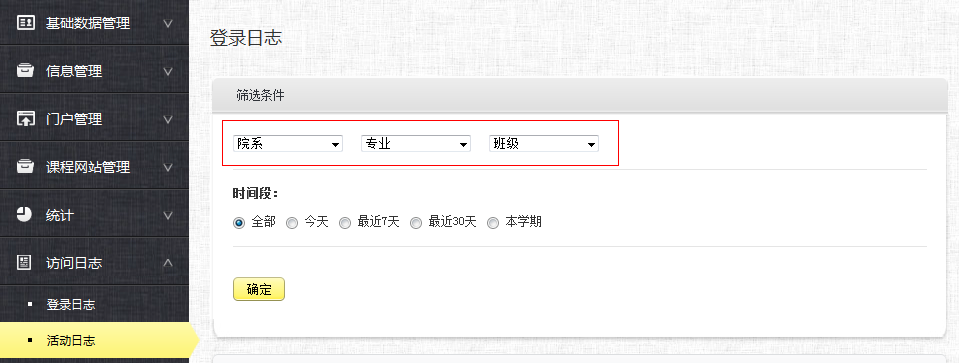 基础数据管理
信息管理
门户管理
课程网站管理
统计
访问日志
登录日志
活动日志
登录日志
筛选条件
院系 专业 班级
时间段：
全部 今天 最近7天 最近30天 本学期
确定